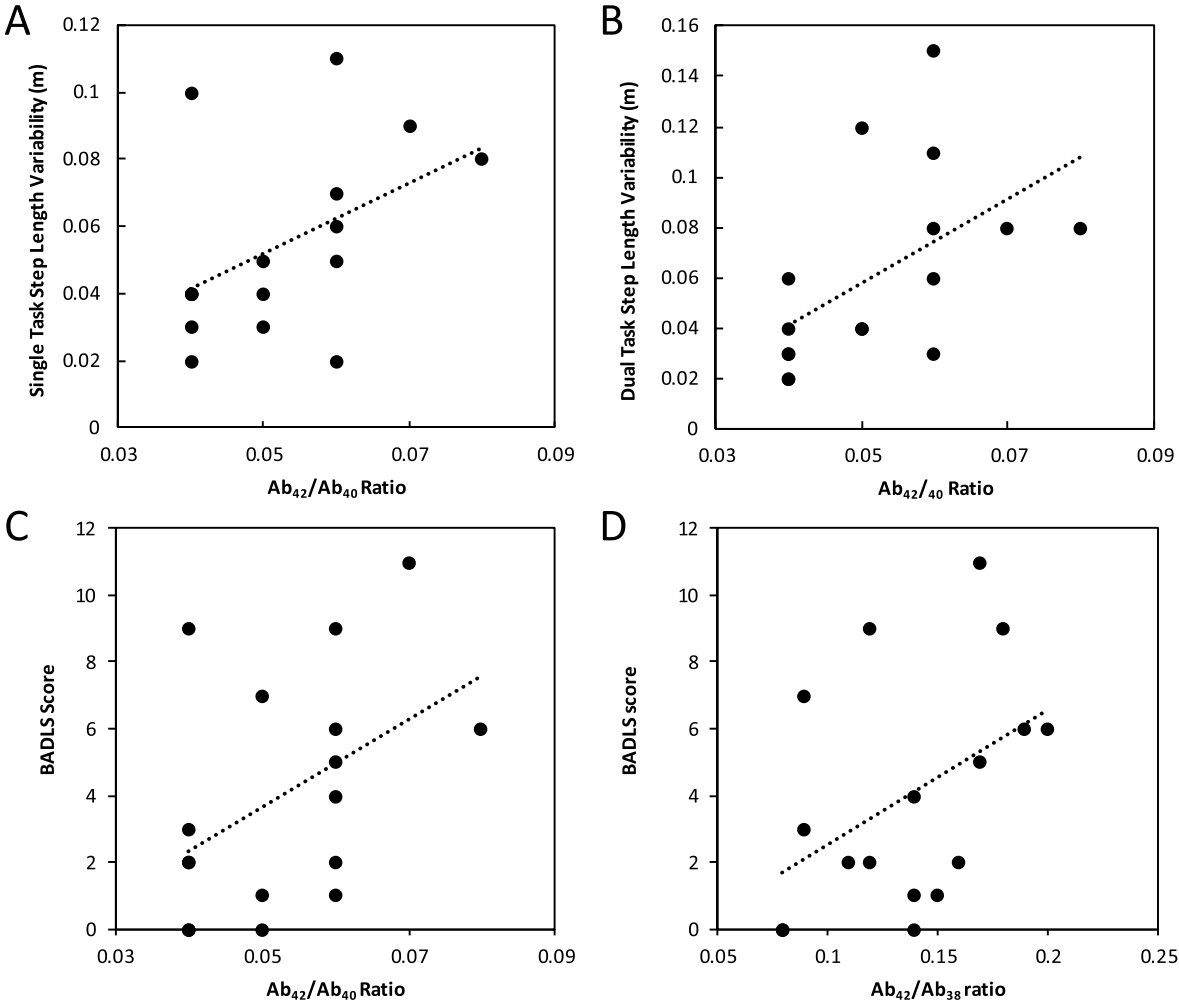 A
Single Task Step Length Variability (m)
0.12
0.1
0.08
0.06
0.04
0.02
0
0.03 0.05 0.07 0.09
Ab42/Ab40 Ratio
B
Dual Task Step Length Variability (m)
0.16
0.14
0.12
0.1
0.08
0.06
0.04
0.02
0
0.03 0.05 0.07 0.09
Ab42/40 Ratio
C
BADLS Score
12
10
8
6
4
2
0
0.03 0.05 0.07 0.09
Ab42/Ab40 Ratio
D
BADLS score
12
10
8
6
4
2
0
0.05 0.1 0.15 0.2 0.25
Ab42/Ab38 ratio